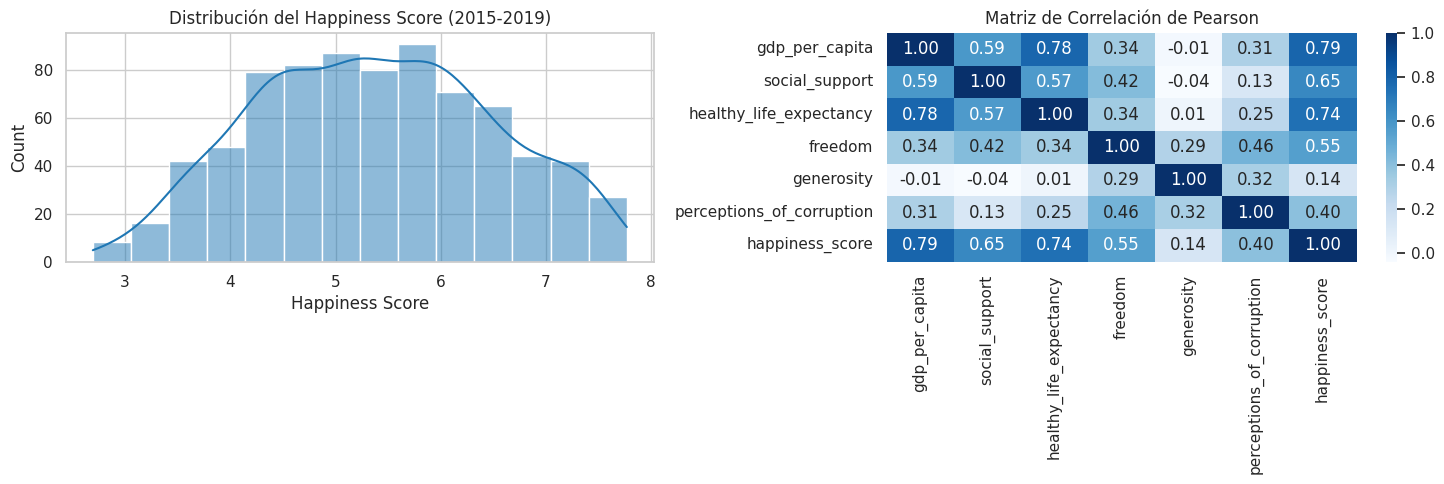 Distribución del Happiness Score (2015-2019)
Count
80
60
40
20
0
3 4 5 6 7 8
Happiness Score
Matriz de Correlación de Pearson
gdp_per_capita 1.00 0.59 0.78 0.34 -0.01 0.31 0.79
social_support 0.59 1.00 0.57 0.42 -0.04 0.13 0.65
healthy_life_expectancy 0.78 0.57 1.00 0.34 0.01 0.25 0.74
freedom 0.34 0.42 0.34 1.00 0.29 0.46 0.55
generosity -0.01 -0.04 0.01 0.29 1.00 0.32 0.14
perceptions_of_corruption 0.31 0.13 0.25 0.46 0.32 1.00 0.40
happiness_score 0.79 0.65 0.74 0.55 0.14 0.40 1.00
gdp_per_capita
social_support
healthy_life_expectancy
freedom
generosity
perceptions_of_corruption
happiness_score
1.0
0.8
0.6
0.4
0.2
0.0